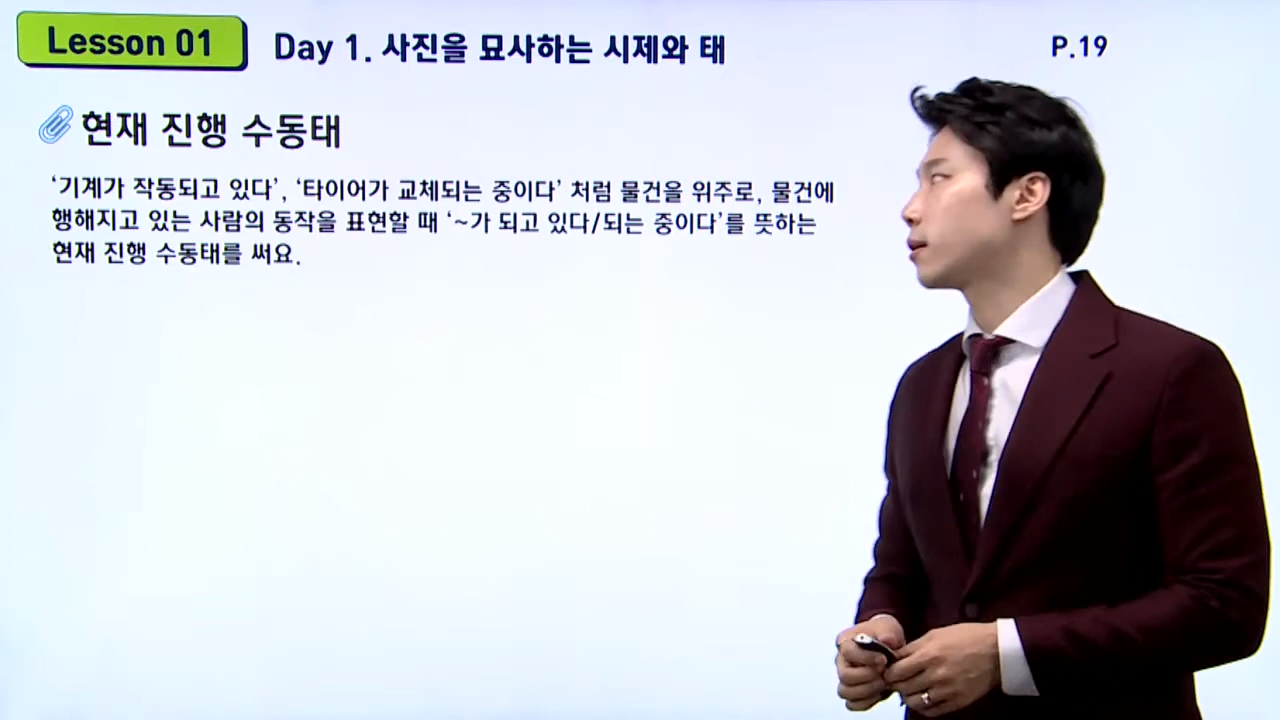 Lesson 01
Day 1. 사진을 묘사하는 시제와 태
P.19
현재 진행 수동태
‘기계가 작동되고 있다’, ‘타이어가 교체되는 중이다’ 처럼 물건을 위주로, 물건에
행해지고 있는 사람의 동작을 표현할 때 ‘~가 되고 있다/되는 중이다’를 뜻하는
현재 진행 수동태를 써요.